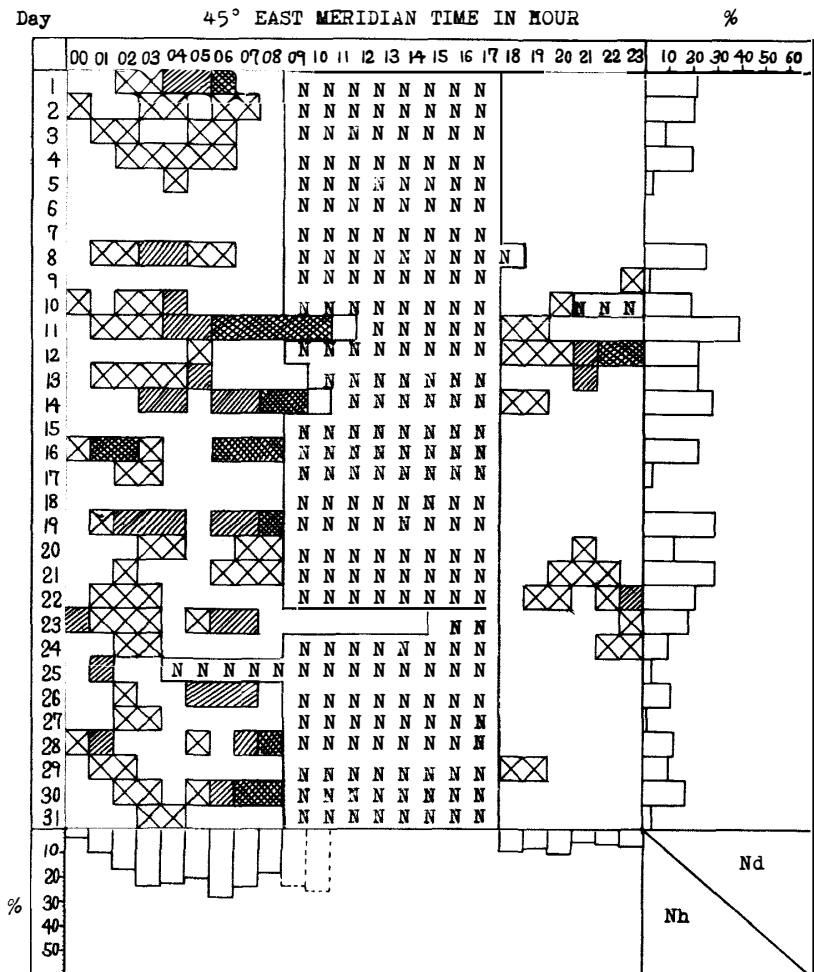 Day 45° EAST MERIDIAN TIME IN HOUR %
00 01 02 03 04 05 06 07 08 09 10 11 12 13 14 15 16 17 18 19 20 21 22 23 10 20 30 40 50 60
1 N N N N N N N N
2 N N N N N N N N
3 N N N N N N N N
4 N N N N N N N N
5 N N N N N N N N
6 N N N N N N N N
7 N N N N N N N N
8 N N N N N N N N N
9 N N N N N N N N
10 N N N N N N N N N N N
11 N N N N N
12 N N N N N N N N
13 N N N N N N N
14 N N N N N N
15 N N N N N N N N
16 N N N N N N N N
17 N N N N N N N N
18 N N N N N N N N
19 N N N N N N N N
20 N N N N N N N N
21 N N N N N N N N
22 N N N N N N N N
23 N N
24 N N N N N N N N
25 N N N N N N N N N N N N N
26 N N N N N N N N
27 N N N N N N N N
28 N N N N N N N N
29 N N N N N N N N
30 N N N N N N N N
31 N N N N N N N N
10
20
30
40
50
%
Nd
Nh